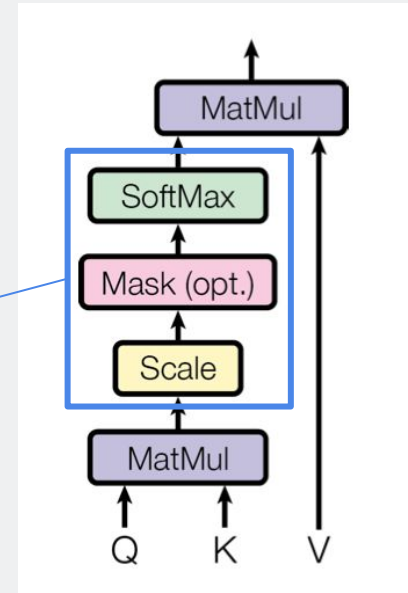 MatMul
SoftMax
Mask (opt.)
Scale
MatMul
Q K V